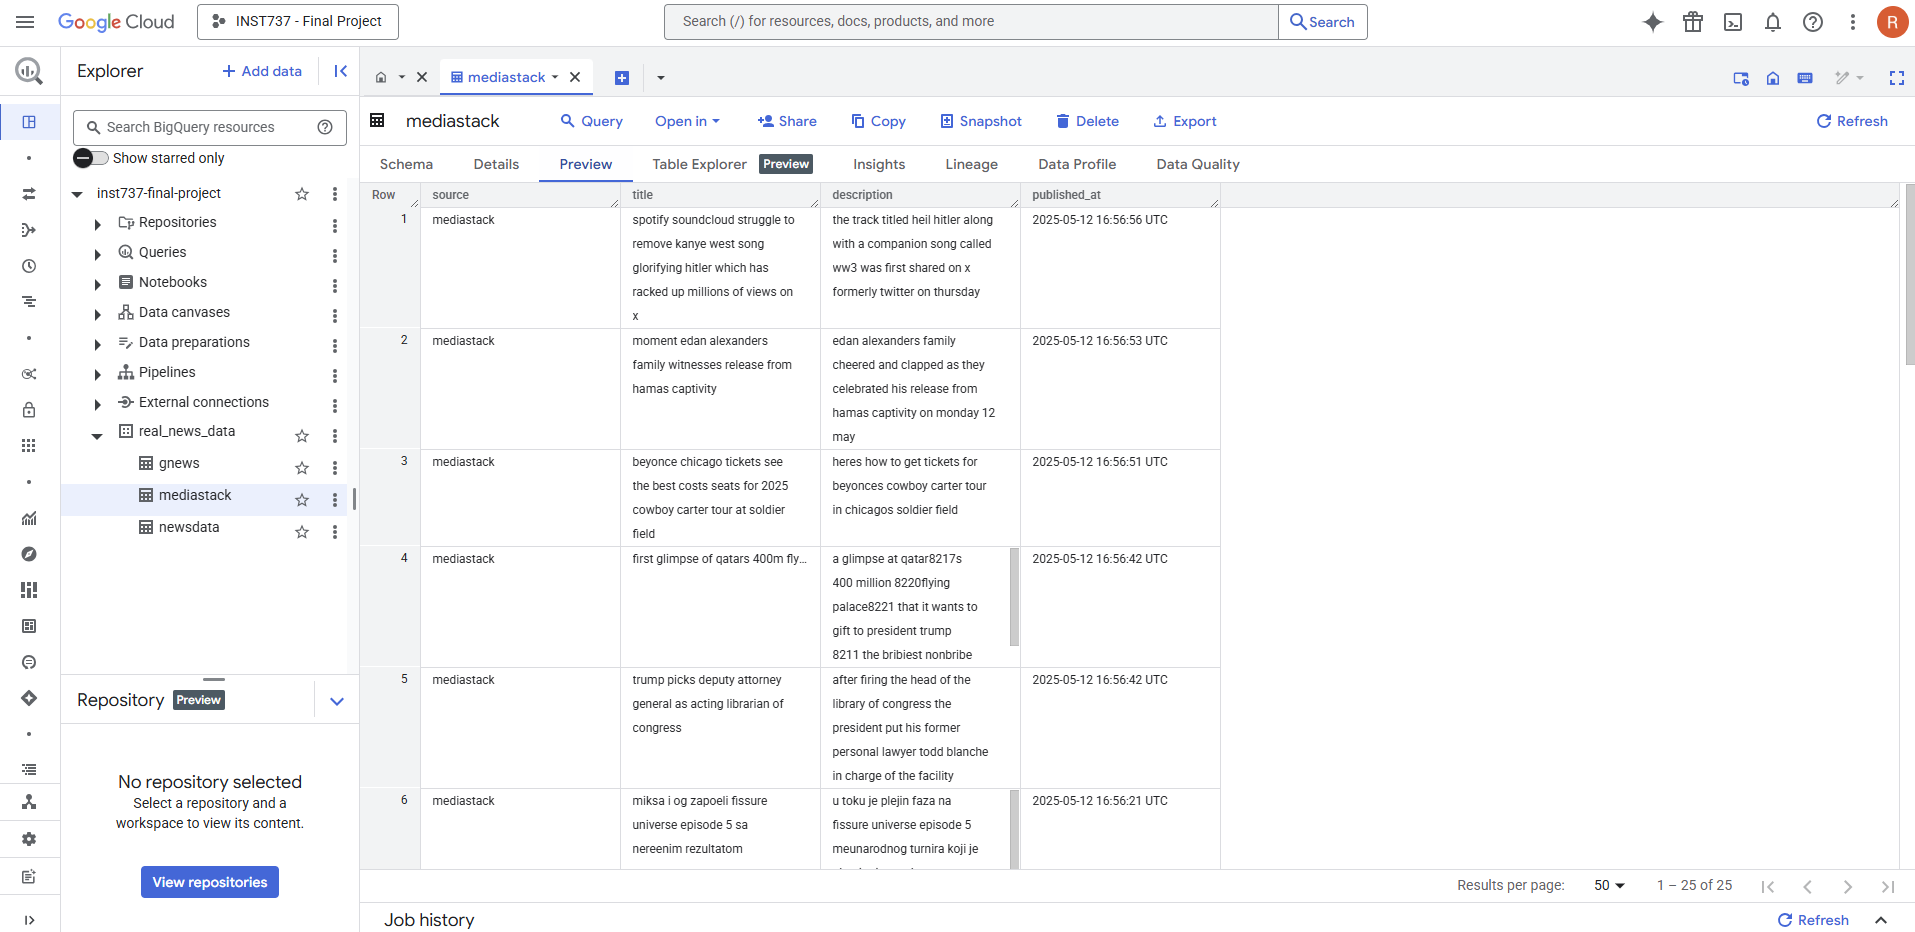 Google Cloud
INST737 - Final Project
Search (/) for resources, docs, products, and more
Search
R
Explorer
Add data
mediastack
Search BigQuery resources
Show starred only
inst737-final-project
Repositories
Queries
Notebooks
Data canvases
Data preparations
Pipelines
External connections
real_news_data
gnews
mediastack
newsdata
Repository Preview
No repository selected
Select a repository and a
workspace to view its content.
View repositories
mediastack
Query
Open in
Share
Copy
Snapshot
Delete
Export
Refresh
Schema
Details
Preview
Table Explorer Preview
Insights
Lineage
Data Profile
Data Quality
Row
source
title
description
published_at
1
mediastack
spotify soundcloud struggle to
remove kanye west song
glorifying hitler which has
racked up millions of views on
x
the track titled heil hitler along
with a companion song called
ww3 was first shared on x
formerly twitter on thursday
2025-05-12 16:56:56 UTC
2
mediastack
moment edan alexanders
family witnesses release from
hamas captivity
edan alexanders family
cheered and clapped as they
celebrated his release from
hamas captivity on monday 12
may
2025-05-12 16:56:53 UTC
3
mediastack
beyonce chicago tickets see
the best costs seats for 2025
cowboy carter tour at soldier
field
heres how to get tickets for
beyonces cowboy carter tour
in chicagos soldier field
2025-05-12 16:56:51 UTC
4
mediastack
first glimpse of qatars 400m fly...
a glimpse at qatar8217s
400 million 8220flying
palace8221 that it wants to
gift to president trump
8211 the bribiest nonbribe
2025-05-12 16:56:42 UTC
5
mediastack
trump picks deputy attorney
general as acting librarian of
congress
after firing the head of the
library of congress the
president put his former
personal lawyer todd blanche
in charge of the facility
2025-05-12 16:56:42 UTC
6
mediastack
miksa i og zapoeli fissure
universe episode 5 sa
nereenim rezultatom
u toku je plejin faza na
fissure universe episode 5
meunarodnog turnira koji je
2025-05-12 16:56:21 UTC
Results per page:
50
1 – 25 of 25
Job history
Refresh